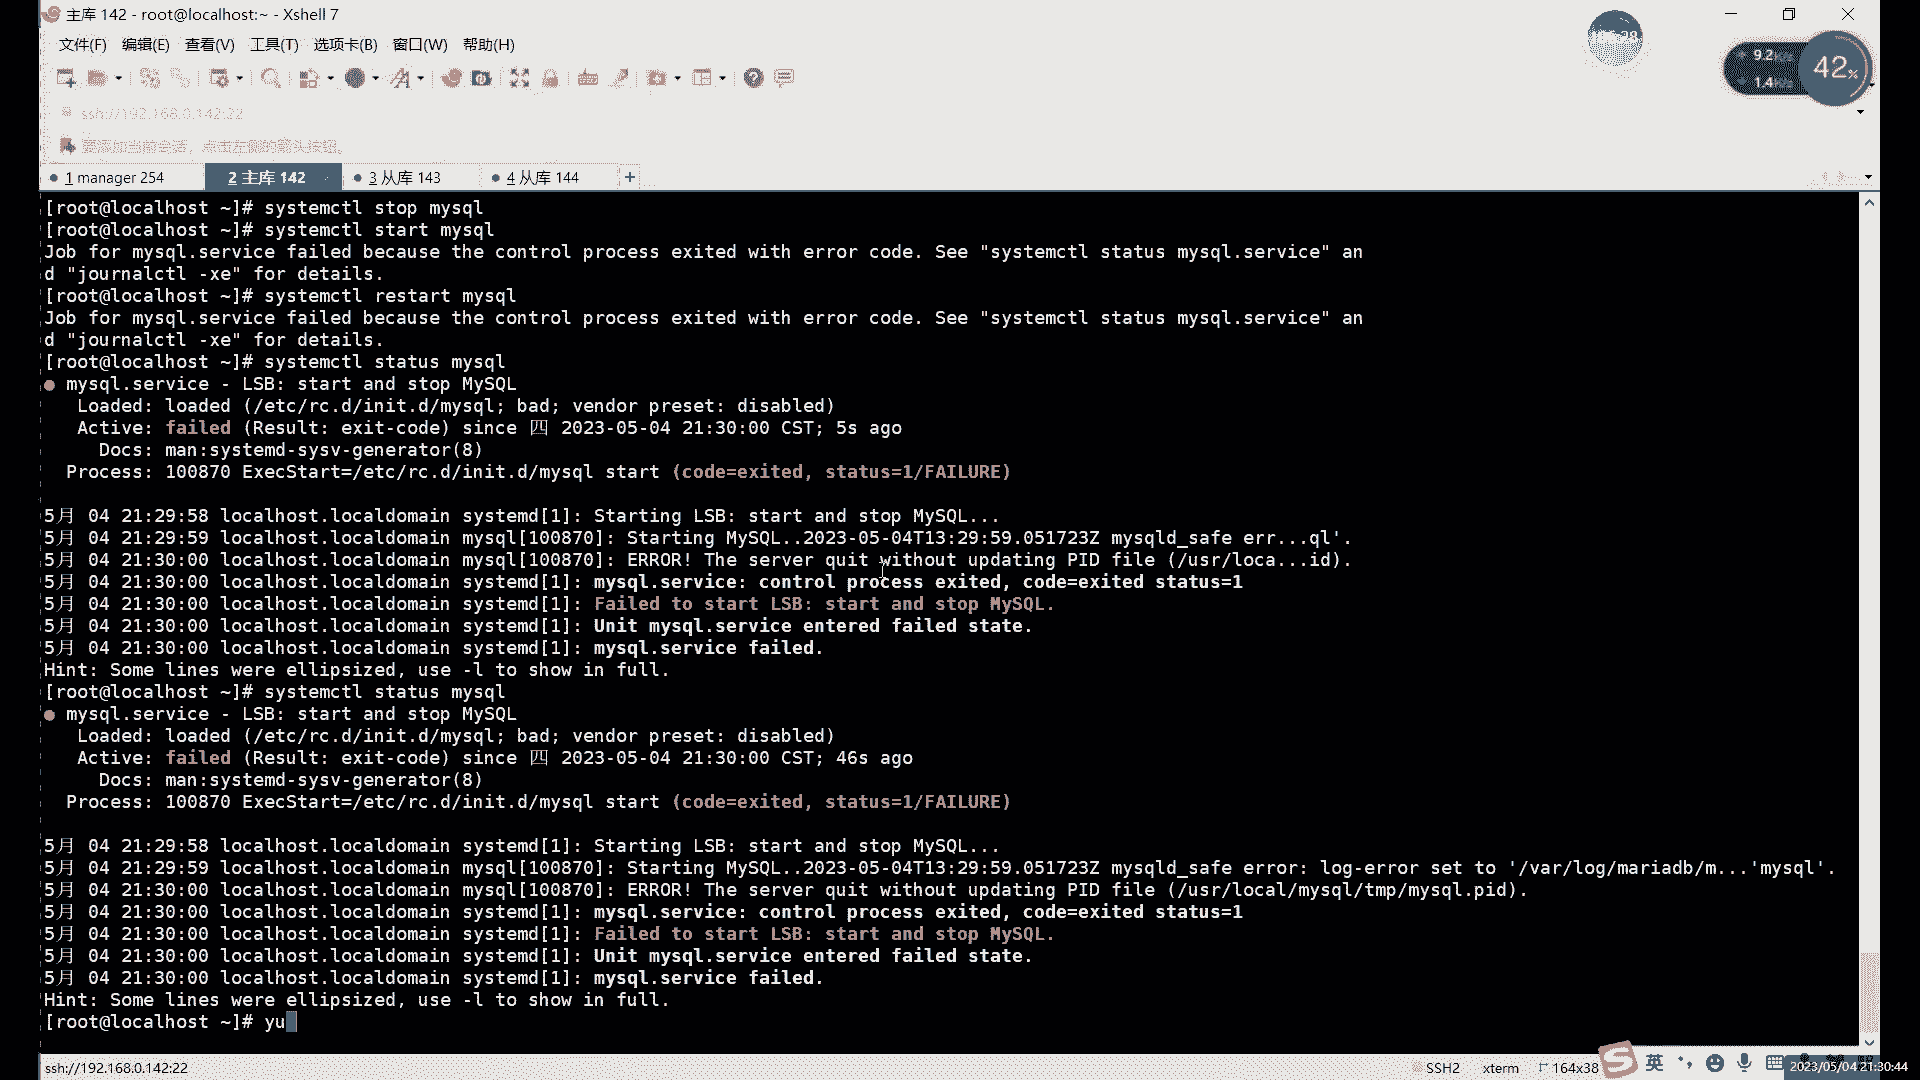 主库 142 - root@localhost:~ - Xshell 7
文件(F) 编辑(E) 查看(V) 工具(T) 选项卡(B) 窗口(W) 帮助(H)
9.2
1.4
42%
ssh://192.168.0.142:22
要添加当前会话，点击左侧的箭头按钮。
1 manager 254 2 主库 142 3 从库 143 4 从库 144 +
[root@localhost ~]# systemctl stop mysql
[root@localhost ~]# systemctl start mysql
Job for mysql.service failed because the control process exited with error code. See "systemctl status mysql.service" an
d "journalctl -xe" for details.
[root@localhost ~]# systemctl restart mysql
Job for mysql.service failed because the control process exited with error code. See "systemctl status mysql.service" an
d "journalctl -xe" for details.
[root@localhost ~]# systemctl status mysql
● mysql.service - LSB: start and stop MySQL
Loaded: loaded (/etc/rc.d/init.d/mysql; bad; vendor preset: disabled)
Active: failed (Result: exit-code) since 四 2023-05-04 21:30:00 CST; 5s ago
Docs: man:systemd-sysv-generator(8)
Process: 100870 ExecStart=/etc/rc.d/init.d/mysql start (code=exited, status=1/FAILURE)
5月 04 21:29:58 localhost.localdomain systemd[1]: Starting LSB: start and stop MySQL...
5月 04 21:29:59 localhost.localdomain mysql[100870]: Starting MySQL..2023-05-04T13:29:59.051723Z mysqld_safe err...ql'.
5月 04 21:30:00 localhost.localdomain mysql[100870]: ERROR! The server quit without updating PID file (/usr/loca...id).
5月 04 21:30:00 localhost.localdomain systemd[1]: mysql.service: control process exited, code=exited status=1
5月 04 21:30:00 localhost.localdomain systemd[1]: Failed to start LSB: start and stop MySQL.
5月 04 21:30:00 localhost.localdomain systemd[1]: Unit mysql.service entered failed state.
5月 04 21:30:00 localhost.localdomain systemd[1]: mysql.service failed.
Hint: Some lines were ellipsized, use -l to show in full.
[root@localhost ~]# systemctl status mysql
● mysql.service - LSB: start and stop MySQL
Loaded: loaded (/etc/rc.d/init.d/mysql; bad; vendor preset: disabled)
Active: failed (Result: exit-code) since 四 2023-05-04 21:30:00 CST; 46s ago
Docs: man:systemd-sysv-generator(8)
Process: 100870 ExecStart=/etc/rc.d/init.d/mysql start (code=exited, status=1/FAILURE)
5月 04 21:29:58 localhost.localdomain systemd[1]: Starting LSB: start and stop MySQL...
5月 04 21:29:59 localhost.localdomain mysql[100870]: Starting MySQL..2023-05-04T13:29:59.051723Z mysqld_safe error: log-error set to '/var/log/mariadb/m...'mysql'.
5月 04 21:30:00 localhost.localdomain mysql[100870]: ERROR! The server quit without updating PID file (/usr/local/mysql/tmp/mysql.pid).
5月 04 21:30:00 localhost.localdomain systemd[1]: mysql.service: control process exited, code=exited status=1
5月 04 21:30:00 localhost.localdomain systemd[1]: Failed to start LSB: start and stop MySQL.
5月 04 21:30:00 localhost.localdomain systemd[1]: Unit mysql.service entered failed state.
5月 04 21:30:00 localhost.localdomain systemd[1]: mysql.service failed.
Hint: Some lines were ellipsized, use -l to show in full.
[root@localhost ~]# yu
ssh://192.168.0.142:22 SSH2 xterm 164x38 英 2023/05/04 21:30:44